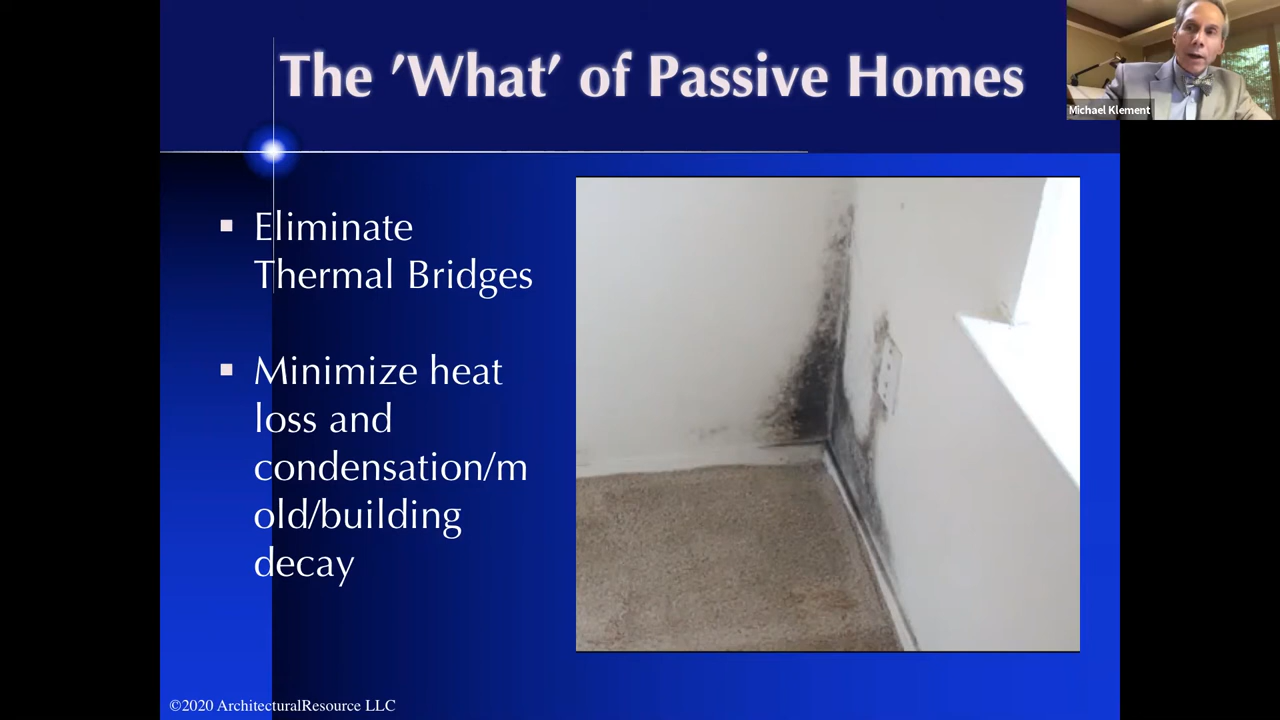 The ’What’ of Passive Homes
Michael Klement
▪ Eliminate
Thermal Bridges
▪ Minimize heat
loss and
condensation/m
old/building
decay
©2020 ArchitecturalResource LLC